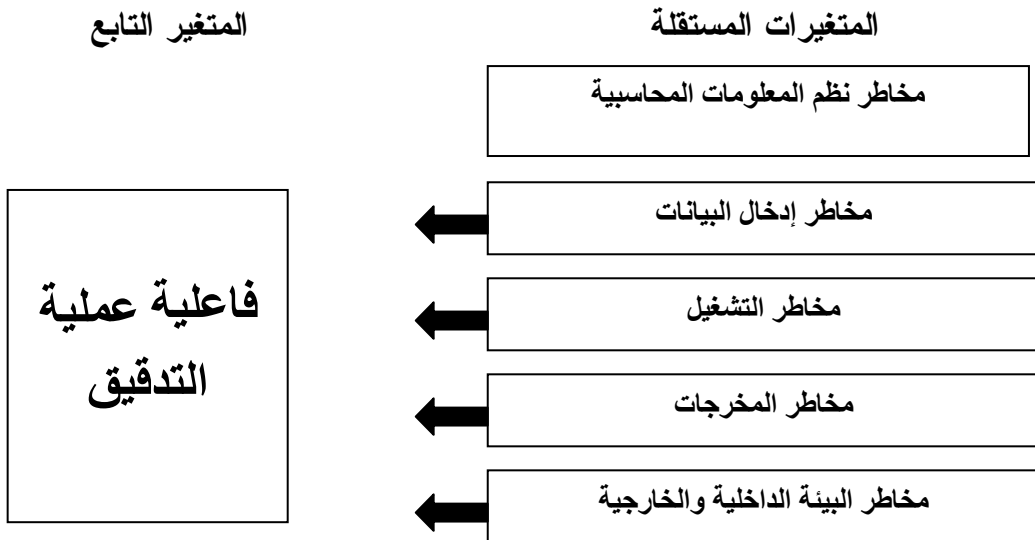 المتغيرات المستقلة
المتغير التابع
مخاطر نظم المعلومات المحاسبية
مخاطر إدخال البيانات
مخاطر التشغيل
مخاطر المخرجات
مخاطر البيئة الداخلية والخارجية
فاعلية عملية
التدقيق